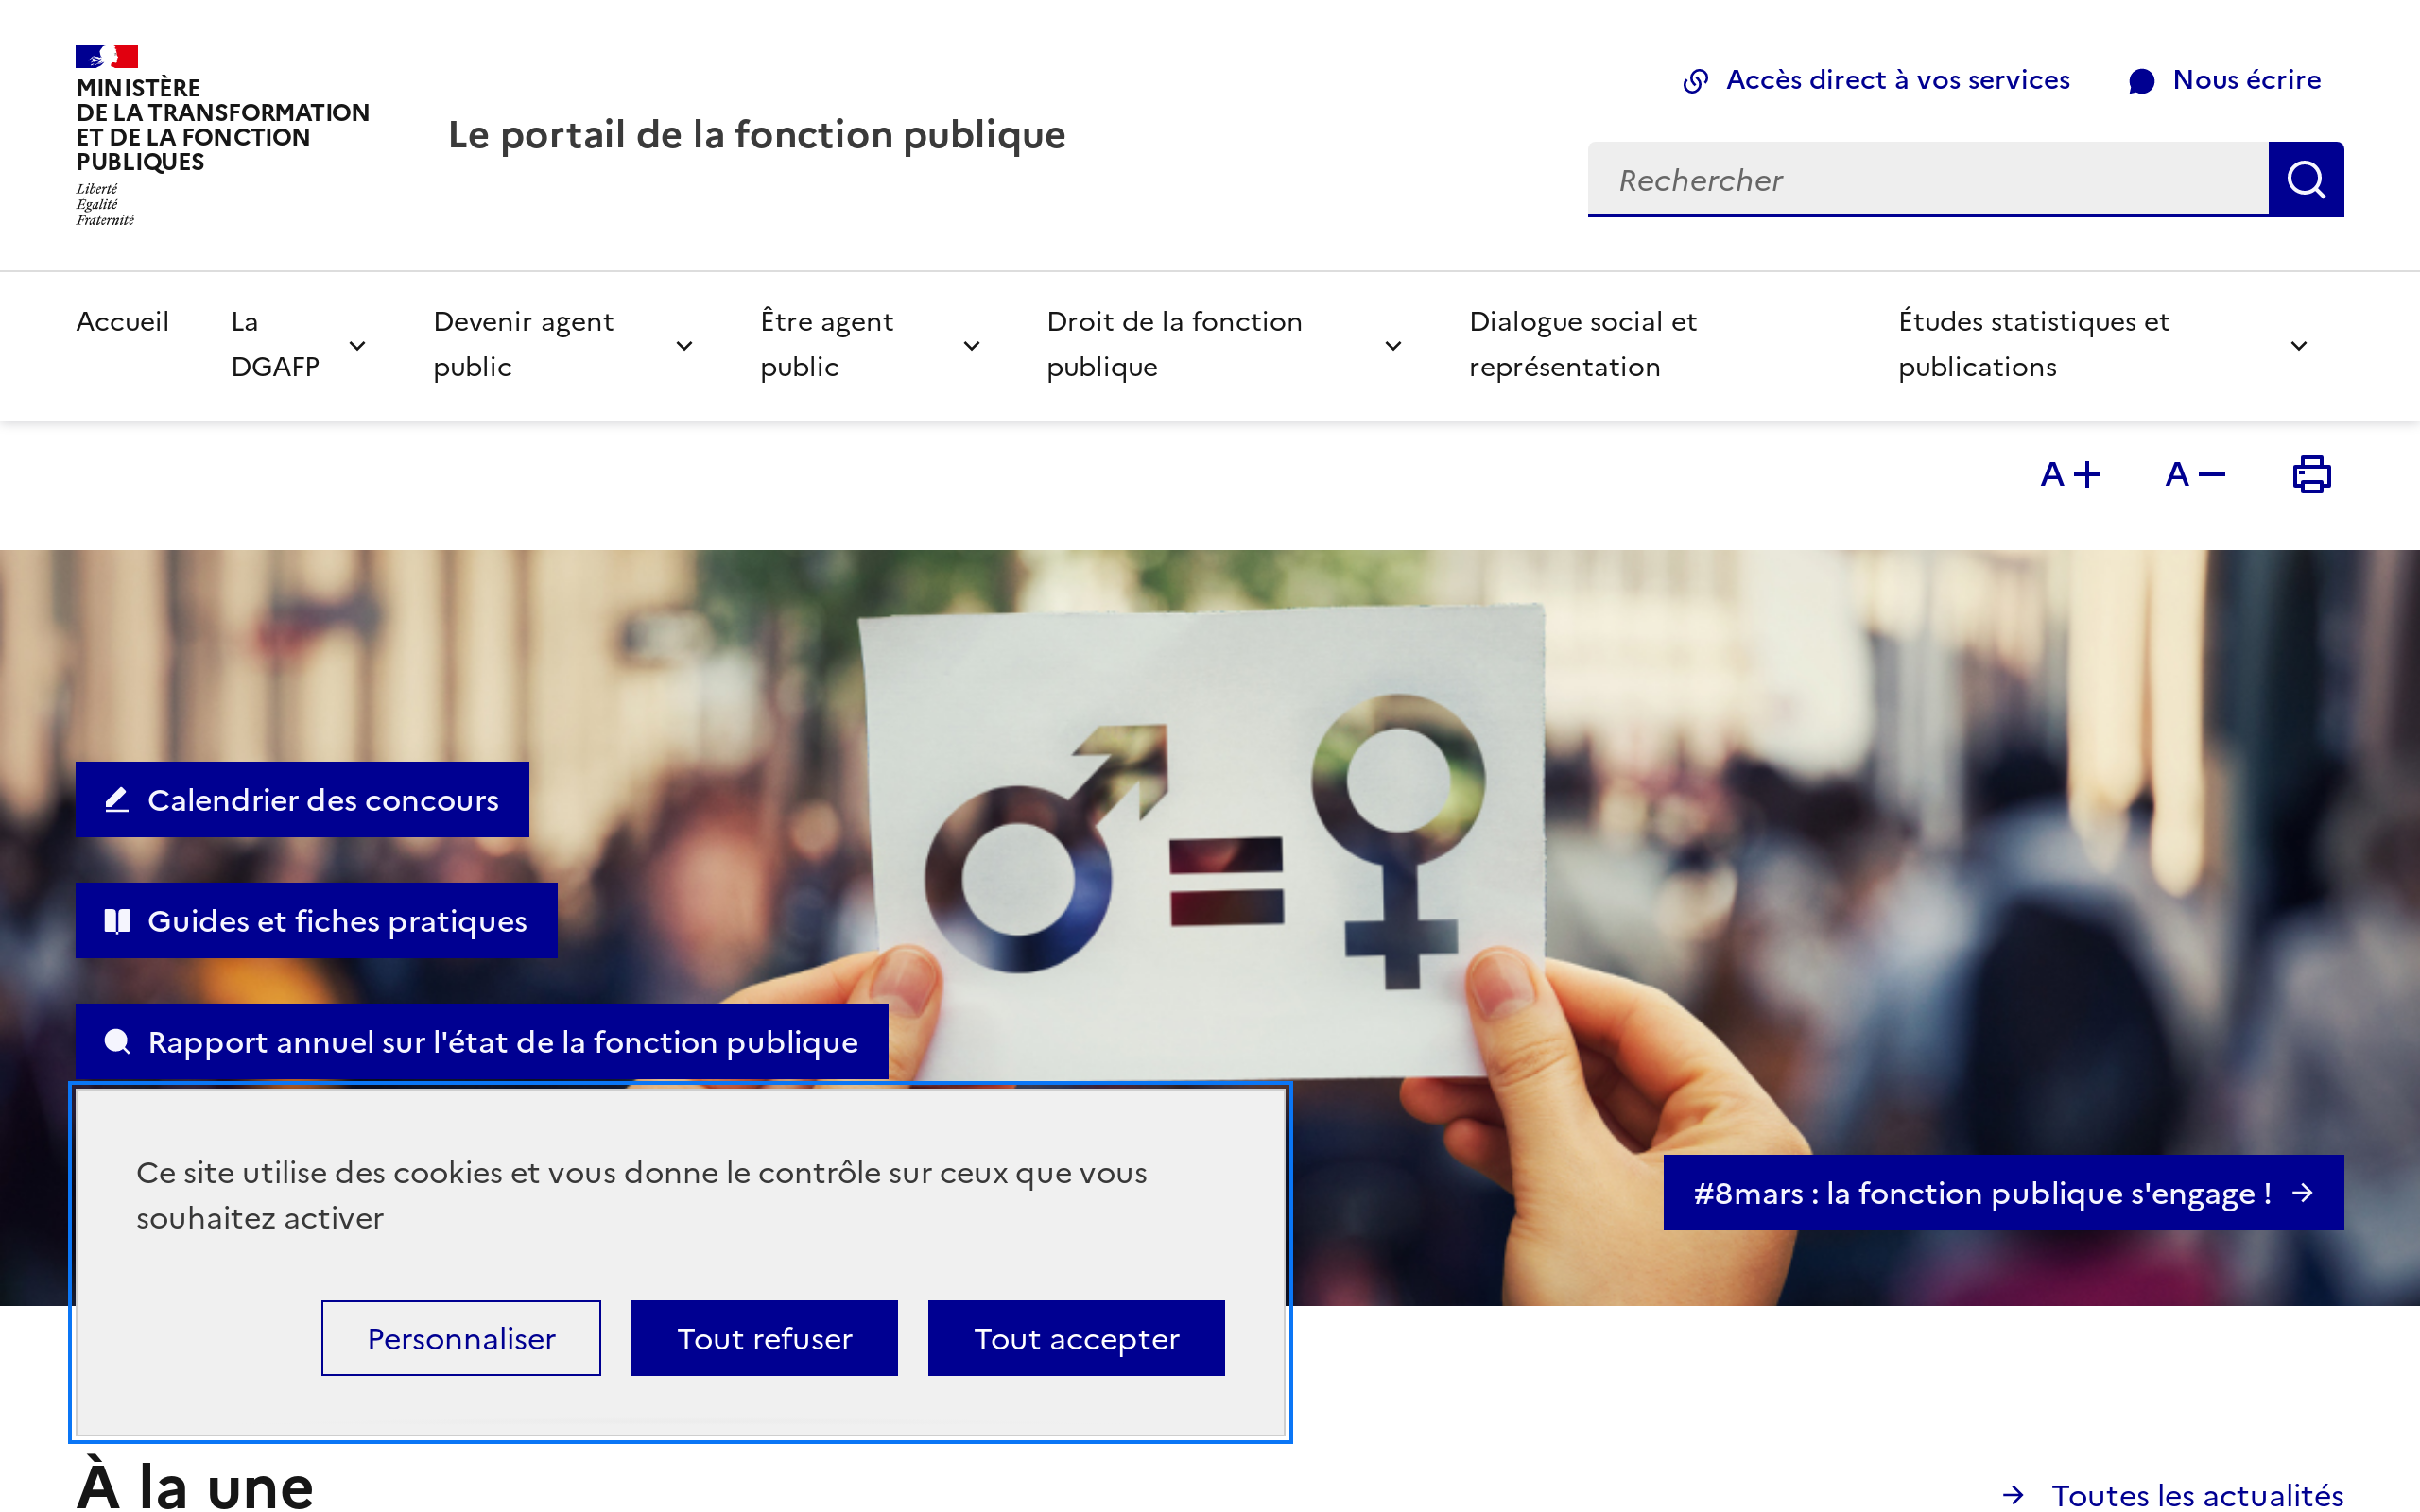 MINISTÈRE
DE LA TRANSFORMATION
ET DE LA FONCTION
PUBLIQUES
Liberté
Égalité
Fraternité
Le portail de la fonction publique
Accès direct à vos services
Nous écrire
Rechercher
Accueil
La
DGAFP
Devenir agent
public
Être agent
public
Droit de la fonction
publique
Dialogue social et
représentation
Études statistiques et
publications
A+
A−
Calendrier des concours
Guides et fiches pratiques
Rapport annuel sur l'état de la fonction publique
Ce site utilise des cookies et vous donne le contrôle sur ceux que vous
souhaitez activer
Personnaliser
Tout refuser
Tout accepter
#8mars : la fonction publique s'engage !
À la une
Toutes les actualités